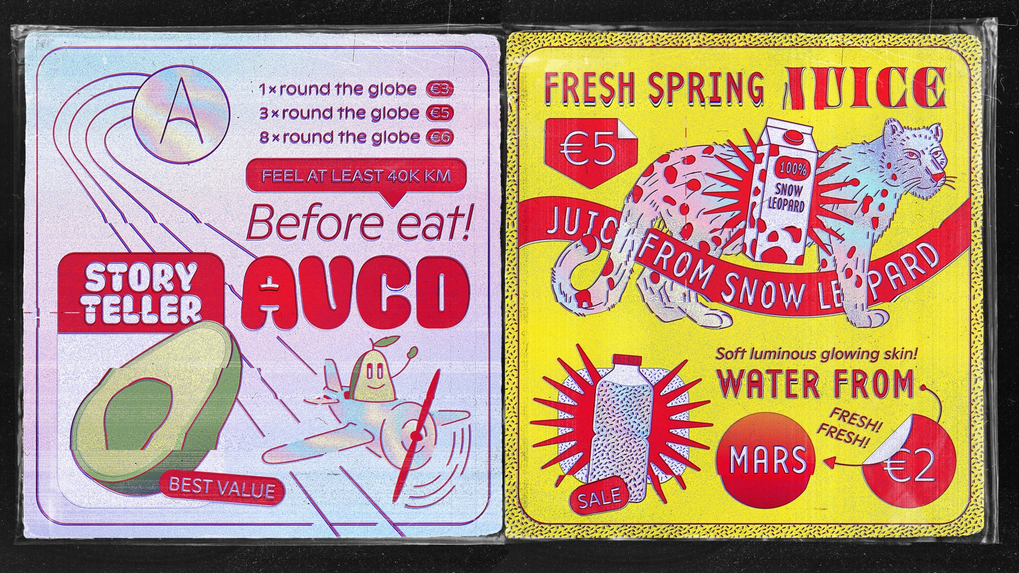 A
1× round the globe €3
3× round the globe €5
8× round the globe €6
FEEL AT LEAST 40K KM
Before eat!
STORY
TELLER
AVCD
BEST VALUE
FRESH SPRING JUICE
€5
100%
SNOW
LEOPARD
JUICE FROM SNOW LEOPARD
Soft luminous glowing skin!
WATER FROM
FRESH!
FRESH!
MARS
€2
SALE